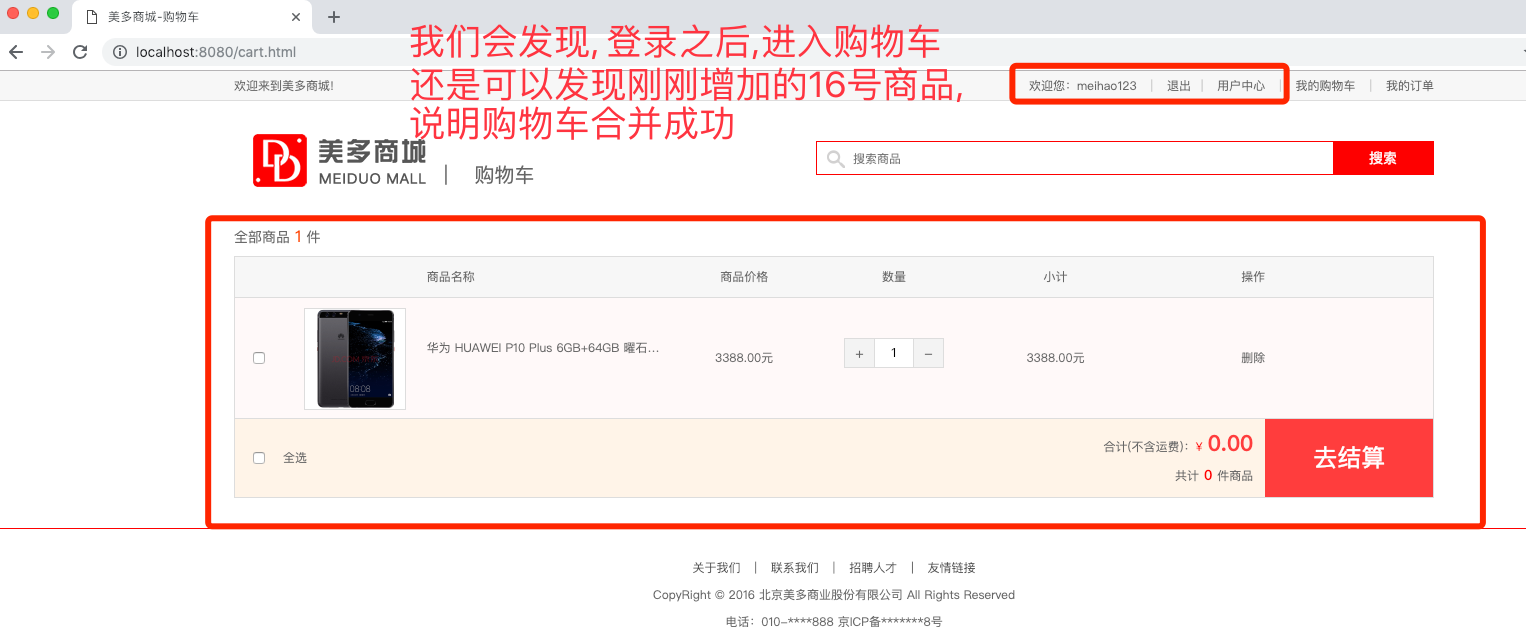 美多商城-购物车
localhost:8080/cart.html
我们会发现, 登录之后,进入购物车
还是可以发现刚刚增加的16号商品,
说明购物车合并成功
欢迎来到美多商城!
欢迎您：meihao123 | 退出 | 用户中心 | 我的购物车 | 我的订单
美多商城
MEIDUO MALL | 购物车
搜索商品 搜索
全部商品 1 件
商品名称 商品价格 数量 小计 操作
华为 HUAWEI P10 Plus 6GB+64GB 曜石... 3388.00元 + 1 - 3388.00元 删除
08:08
全选
合计(不含运费)：¥ 0.00
共计 0 件商品
去结算
关于我们 | 联系我们 | 招聘人才 | 友情链接
CopyRight © 2016 北京美多商业股份有限公司 All Rights Reserved
电话：010-****888 京ICP备*******8号